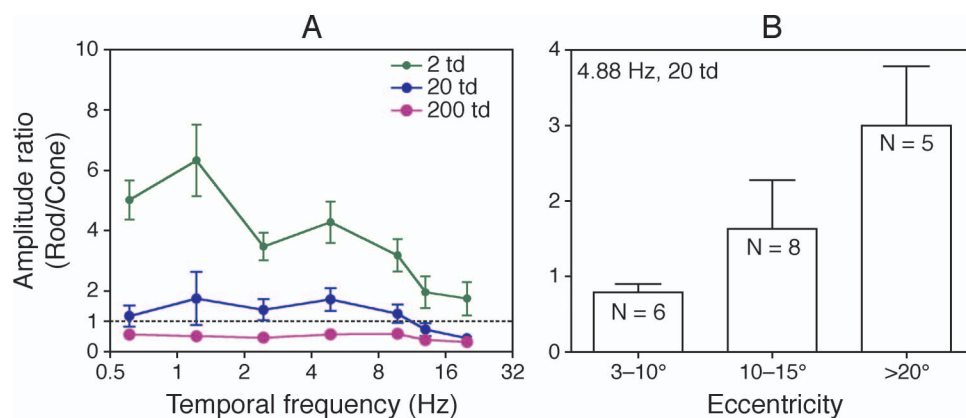 A
Amplitude ratio
(Rod/Cone)
10
8
6
4
2
1
0
2 td
20 td
200 td
0.5 1 2 4 8 16 32
Temporal frequency (Hz)
B
4
3
2
1
0
4.88 Hz, 20 td
N = 6
N = 8
N = 5
3–10° 10–15° >20°
Eccentricity